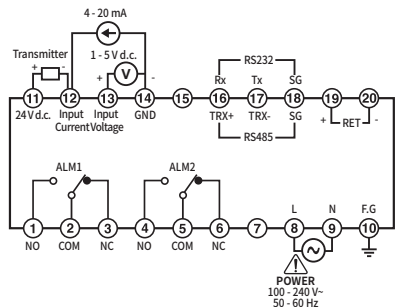 4 - 20 mA
Transmitter
1 - 5 V d.c.
+ -
+ V -
RS232
Rx Tx SG
11 12 13 14 15 16 17 18 19 20
24 V d.c. Input Current Input Voltage GND TRX+ TRX- SG + RET -
RS485
ALM1 ALM2
L N F.G
1 2 3 4 5 6 7 8 9 10
NO COM NC NO COM NC
POWER
100 - 240 V~
50 - 60 Hz